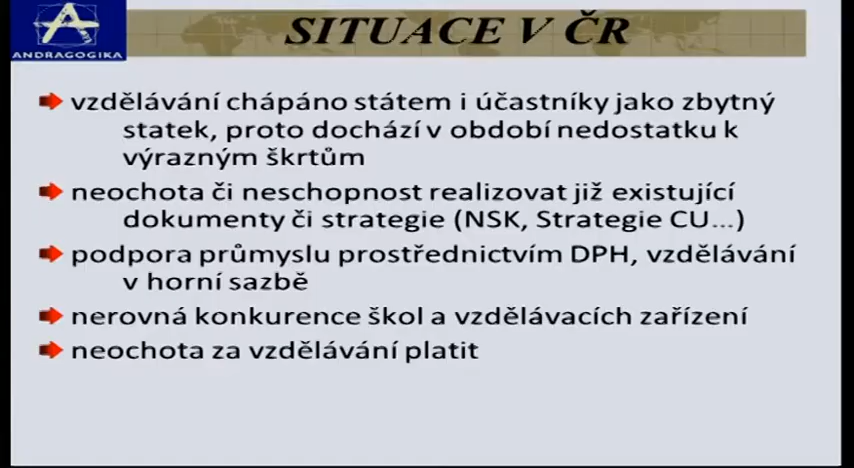 ANDRAGOGIKA
SITUACE V ČR
vzdělávání chápáno státem i účastníky jako zbytný
statek, proto dochází v období nedostatku k
výrazným škrtům
neochota či neschopnost realizovat již existující
dokumenty či strategie (NSK, Strategie CU...)
podpora průmyslu prostřednictvím DPH, vzdělávání
v horní sazbě
nerovná konkurence škol a vzdělávacích zařízení
neochota za vzdělávání platit